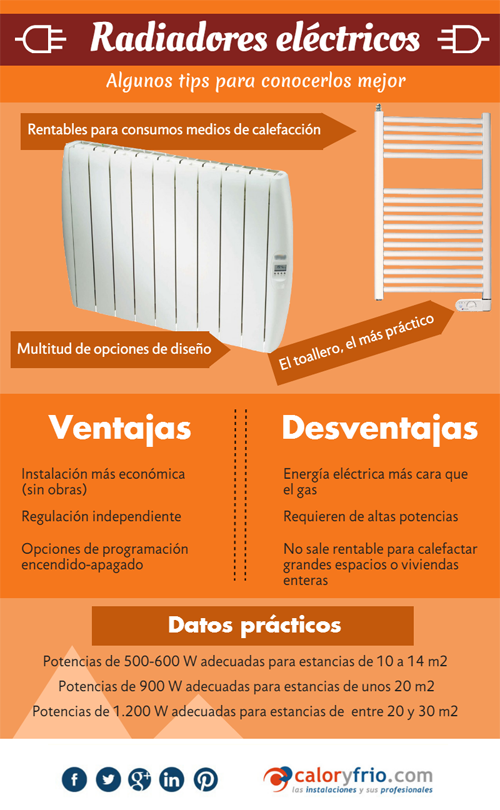 Radiadores eléctricos
Algunos tips para conocerlos mejor
Rentables para consumos medios de calefacción
Multitud de opciones de diseño
El toallero, el más práctico
Ventajas
Instalación más económica
(sin obras)
Regulación independiente
Opciones de programación
encendido-apagado
Desventajas
Energía eléctrica más cara que
el gas
Requieren de altas potencias
No sale rentable para calefactar
grandes espacios o viviendas
enteras
Datos prácticos
Potencias de 500-600 W adecuadas para estancias de 10 a 14 m2
Potencias de 900 W adecuadas para estancias de unos 20 m2
Potencias de 1.200 W adecuadas para estancias de entre 20 y 30 m2
caloryfrio.com
las instalaciones y sus profesionales